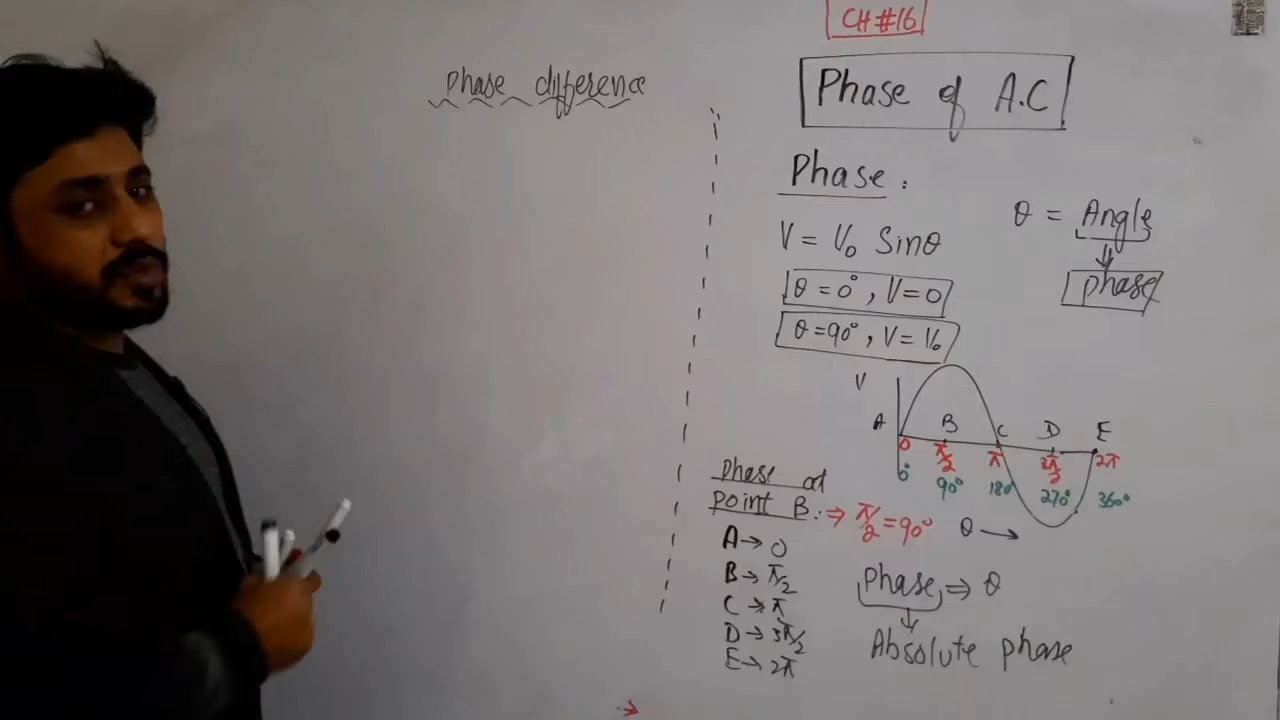 CH#16
Phase difference
Phase of A.C
Phase:
θ = Angle
⇓
phase
V = V₀ Sinθ
θ = 0°, V = 0
θ = 90°, V = V₀
V
A B C D E
0 π/2 π 3π/2 2π
0° 90° 180° 270° 360°
θ →
Phase at
point B: ⇒ π/2 = 90°
A → 0
B → π/2
C → π
D → 3π/2
E → 2π
Phase ⇒ θ
↓
Absolute phase
→